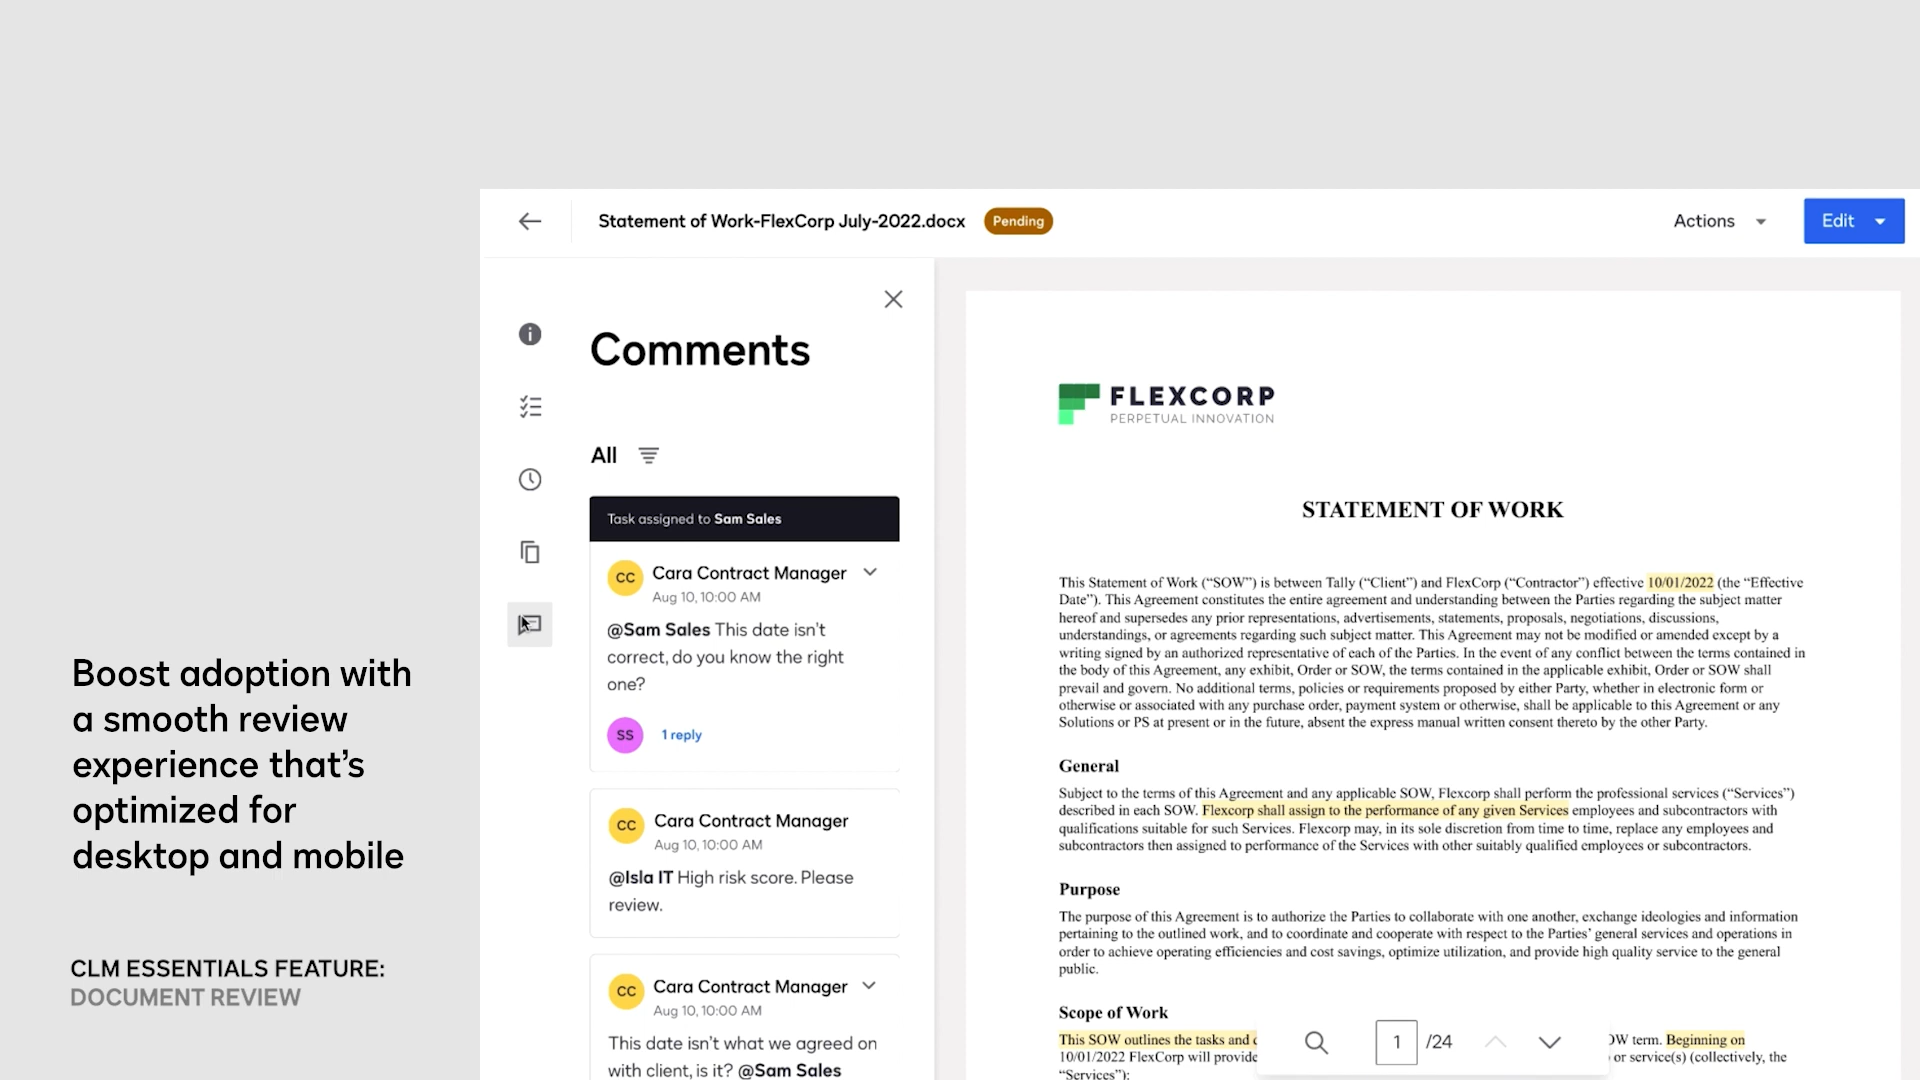 Statement of Work-FlexCorp July-2022.docx
Pending
Actions
Edit
Comments
All
Task assigned to Sam Sales
CC
Cara Contract Manager
Aug 10, 10:00 AM
@Sam Sales This date isn't
correct, do you know the right
one?
SS
1 reply
CC
Cara Contract Manager
Aug 10, 10:00 AM
@Isla IT High risk score. Please
review.
CC
Cara Contract Manager
Aug 10, 10:00 AM
This date isn't what we agreed on
with client, is it? @Sam Sales
FLEXCORP
PERPETUAL INNOVATION
STATEMENT OF WORK
This Statement of Work (“SOW”) is between Tally (“Client”) and FlexCorp (“Contractor”) effective 10/01/2022 (the “Effective
Date”). This Agreement constitutes the entire agreement and understanding between the Parties regarding the subject matter
hereof and supersedes any prior representations, advertisements, statements, proposals, negotiations, discussions,
understandings, or agreements regarding such subject matter. This Agreement may not be modified or amended except by a
writing signed by an authorized representative of each of the Parties. In the event of any conflict between the terms contained in
the body of this Agreement, any exhibit, Order or SOW, the terms contained in the applicable exhibit, Order or SOW shall
prevail and govern. No additional terms, policies or requirements proposed by either Party, whether in electronic form or
otherwise or associated with any purchase order, payment system or otherwise, shall be applicable to this Agreement or any
Solutions or PS at present or in the future, absent the express manual written consent thereto by the other Party.
General
Subject to the terms of this Agreement and any applicable SOW, Flexcorp shall perform the professional services (“Services”)
described in each SOW. Flexcorp shall assign to the performance of any given Services employees and subcontractors with
qualifications suitable for such Services. Flexcorp may, in its sole discretion from time to time, replace any employees and
subcontractors then assigned to performance of the Services with other suitably qualified employees or subcontractors.
Purpose
The purpose of this Agreement is to authorize the Parties to collaborate with one another, exchange ideologies and information
pertaining to the outlined work, and to coordinate and cooperate with respect to the Parties’ general services and operations in
order to achieve operating efficiencies and cost savings, optimize utilization, and provide high quality service to the general
public.
Scope of Work
This SOW outlines the tasks and OW term. Beginning on
10/01/2022 FlexCorp will provide or service(s) (collectively, the
“Services”):
1 /24
Boost adoption with
a smooth review
experience that’s
optimized for
desktop and mobile
CLM ESSENTIALS FEATURE:
DOCUMENT REVIEW